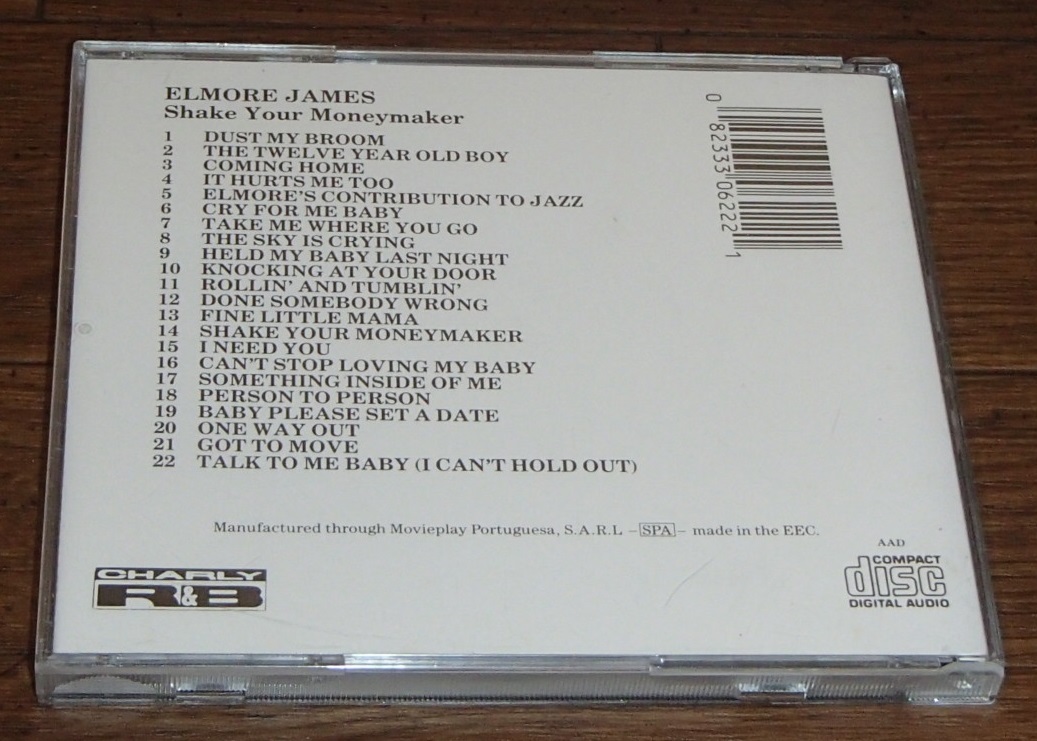 ELMORE JAMES
Shake Your Moneymaker
1 DUST MY BROOM
2 THE TWELVE YEAR OLD BOY
3 COMING HOME
4 IT HURTS ME TOO
5 ELMORE'S CONTRIBUTION TO JAZZ
6 CRY FOR ME BABY
7 TAKE ME WHERE YOU GO
8 THE SKY IS CRYING
9 HELD MY BABY LAST NIGHT
10 KNOCKING AT YOUR DOOR
11 ROLLIN' AND TUMBLIN'
12 DONE SOMEBODY WRONG
13 FINE LITTLE MAMA
14 SHAKE YOUR MONEYMAKER
15 I NEED YOU
16 CAN'T STOP LOVING MY BABY
17 SOMETHING INSIDE OF ME
18 PERSON TO PERSON
19 BABY PLEASE SET A DATE
20 ONE WAY OUT
21 GOT TO MOVE
22 TALK TO ME BABY (I CAN'T HOLD OUT)
0 82333 06222 1
Manufactured through Movieplay Portuguesa, S.A.R.L – SPA – made in the EEC.
CHARLY
R&B
AAD
COMPACT
disc
DIGITAL AUDIO